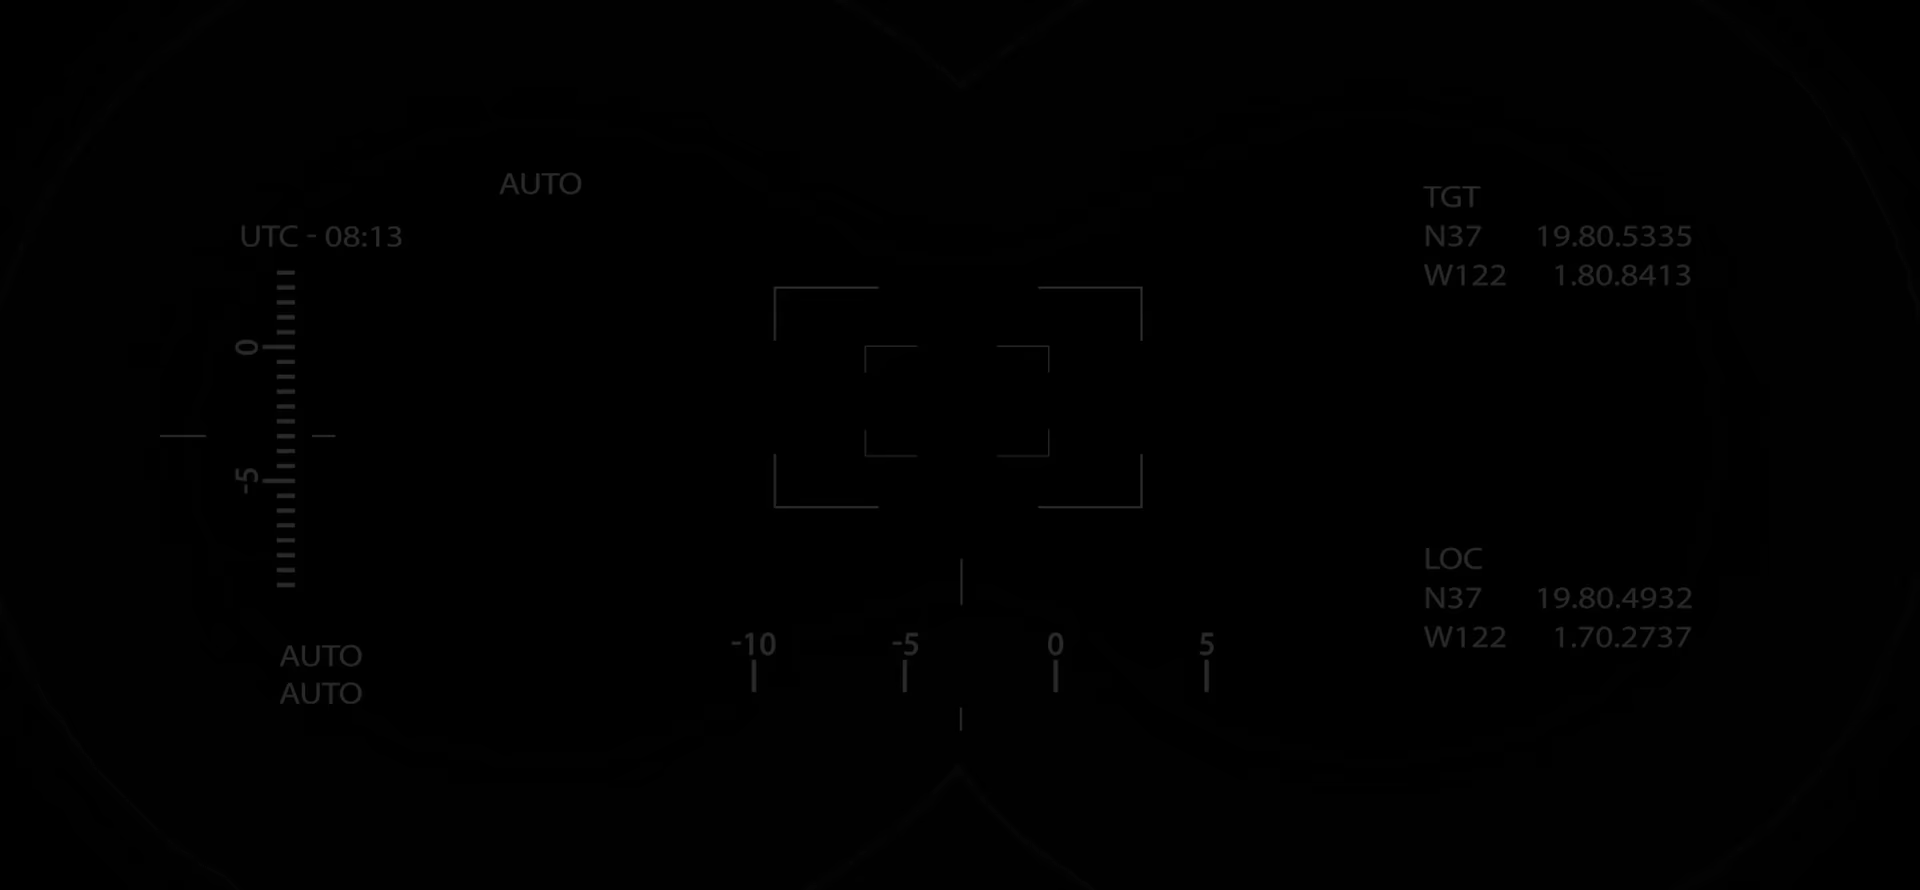 AUTO
UTC - 08:13
0
-5
AUTO
AUTO
-10 -5 0 5
TGT
N37 19.80.5335
W122 1.80.8413
LOC
N37 19.80.4932
W122 1.70.2737